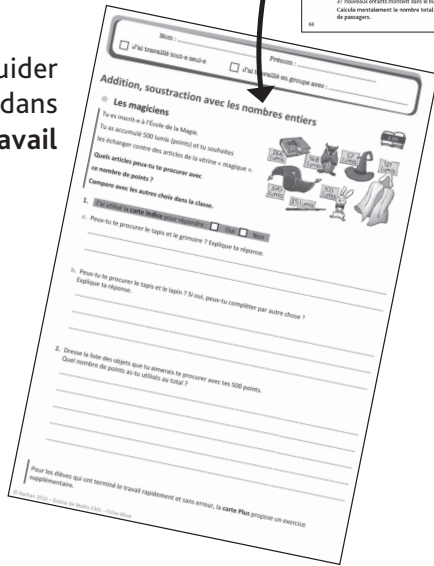 37 nouveaux enfants montent dans le bu
Calcule mentalement le nombre total
de passagers.
44
uider
dans
avail
Nom :
Prénom :
J'ai travaillé tout·e seul·e
J'ai travaillé en groupe avec :
Addition, soustraction avec les nombres entiers
Les magiciens
Tu es inscrit·e à l'École de la Magie.
Tu as accumulé 500 lumis (points) et tu souhaites
les échanger contre des articles de la vitrine « magique ».
Quels articles peux-tu te procurer avec
ce nombre de points ?
Compare avec les autres choix dans la classe.
1. J'ai utilisé la carte indice pour répondre : Oui Non
a. Peux-tu te procurer le tapis et le grimoire ? Explique ta réponse.
b. Peux-tu te procurer le tapis et le lapin ? Si oui, peux-tu compléter par autre chose ?
Explique ta réponse.
2. Dresse la liste des objets que tu aimerais te procurer avec tes 500 points.
Quel nombre de points as-tu utilisés au total ?
Pour les élèves qui ont terminé le travail rapidement et sans erreur, la carte Plus propose un exercice
supplémentaire.